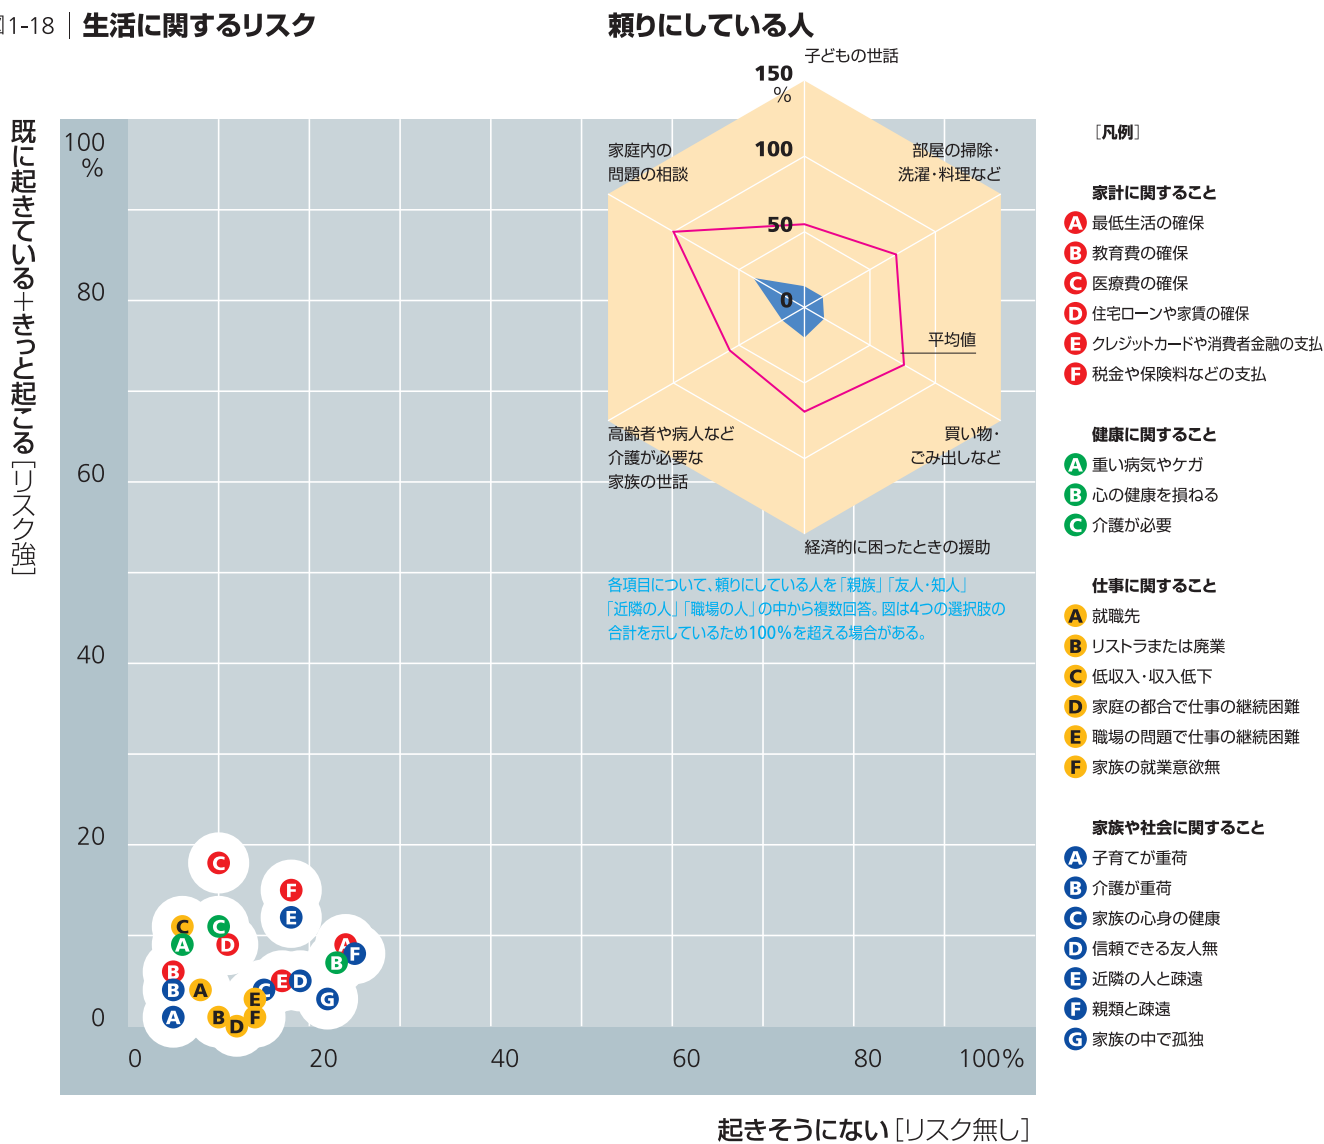 図1-18 生活に関するリスク
頼りにしている人
子どもの世話
150
%
100
50
0
家庭内の
問題の相談
部屋の掃除・
洗濯・料理など
平均値
高齢者や病人など
介護が必要な
家族の世話
買い物・
ごみ出しなど
経済的に困ったときの援助
各項目について、頼りにしている人を「親族」「友人・知人」
「近隣の人」「職場の人」の中から複数回答。図は4つの選択肢の
合計を示しているため100%を超える場合がある。
既に起きている+きっと起こる[リスク強]
100
%
80
60
40
20
0
C
F
E
C
C
A
D
A
F
B
B
B
A
E
D
C
E
G
A
B
D
F
0 20 40 60 80 100%
起きそうにない[リスク無し]
[凡例]
家計に関すること
A 最低生活の確保
B 教育費の確保
C 医療費の確保
D 住宅ローンや家賃の確保
E クレジットカードや消費者金融の支払
F 税金や保険料などの支払
健康に関すること
A 重い病気やケガ
B 心の健康を損ねる
C 介護が必要
仕事に関すること
A 就職先
B リストラまたは廃業
C 低収入・収入低下
D 家庭の都合で仕事の継続困難
E 職場の問題で仕事の継続困難
F 家族の就業意欲無
家族や社会に関すること
A 子育てが重荷
B 介護が重荷
C 家族の心身の健康
D 信頼できる友人無
E 近隣の人と疎遠
F 親類と疎遠
G 家族の中で孤独